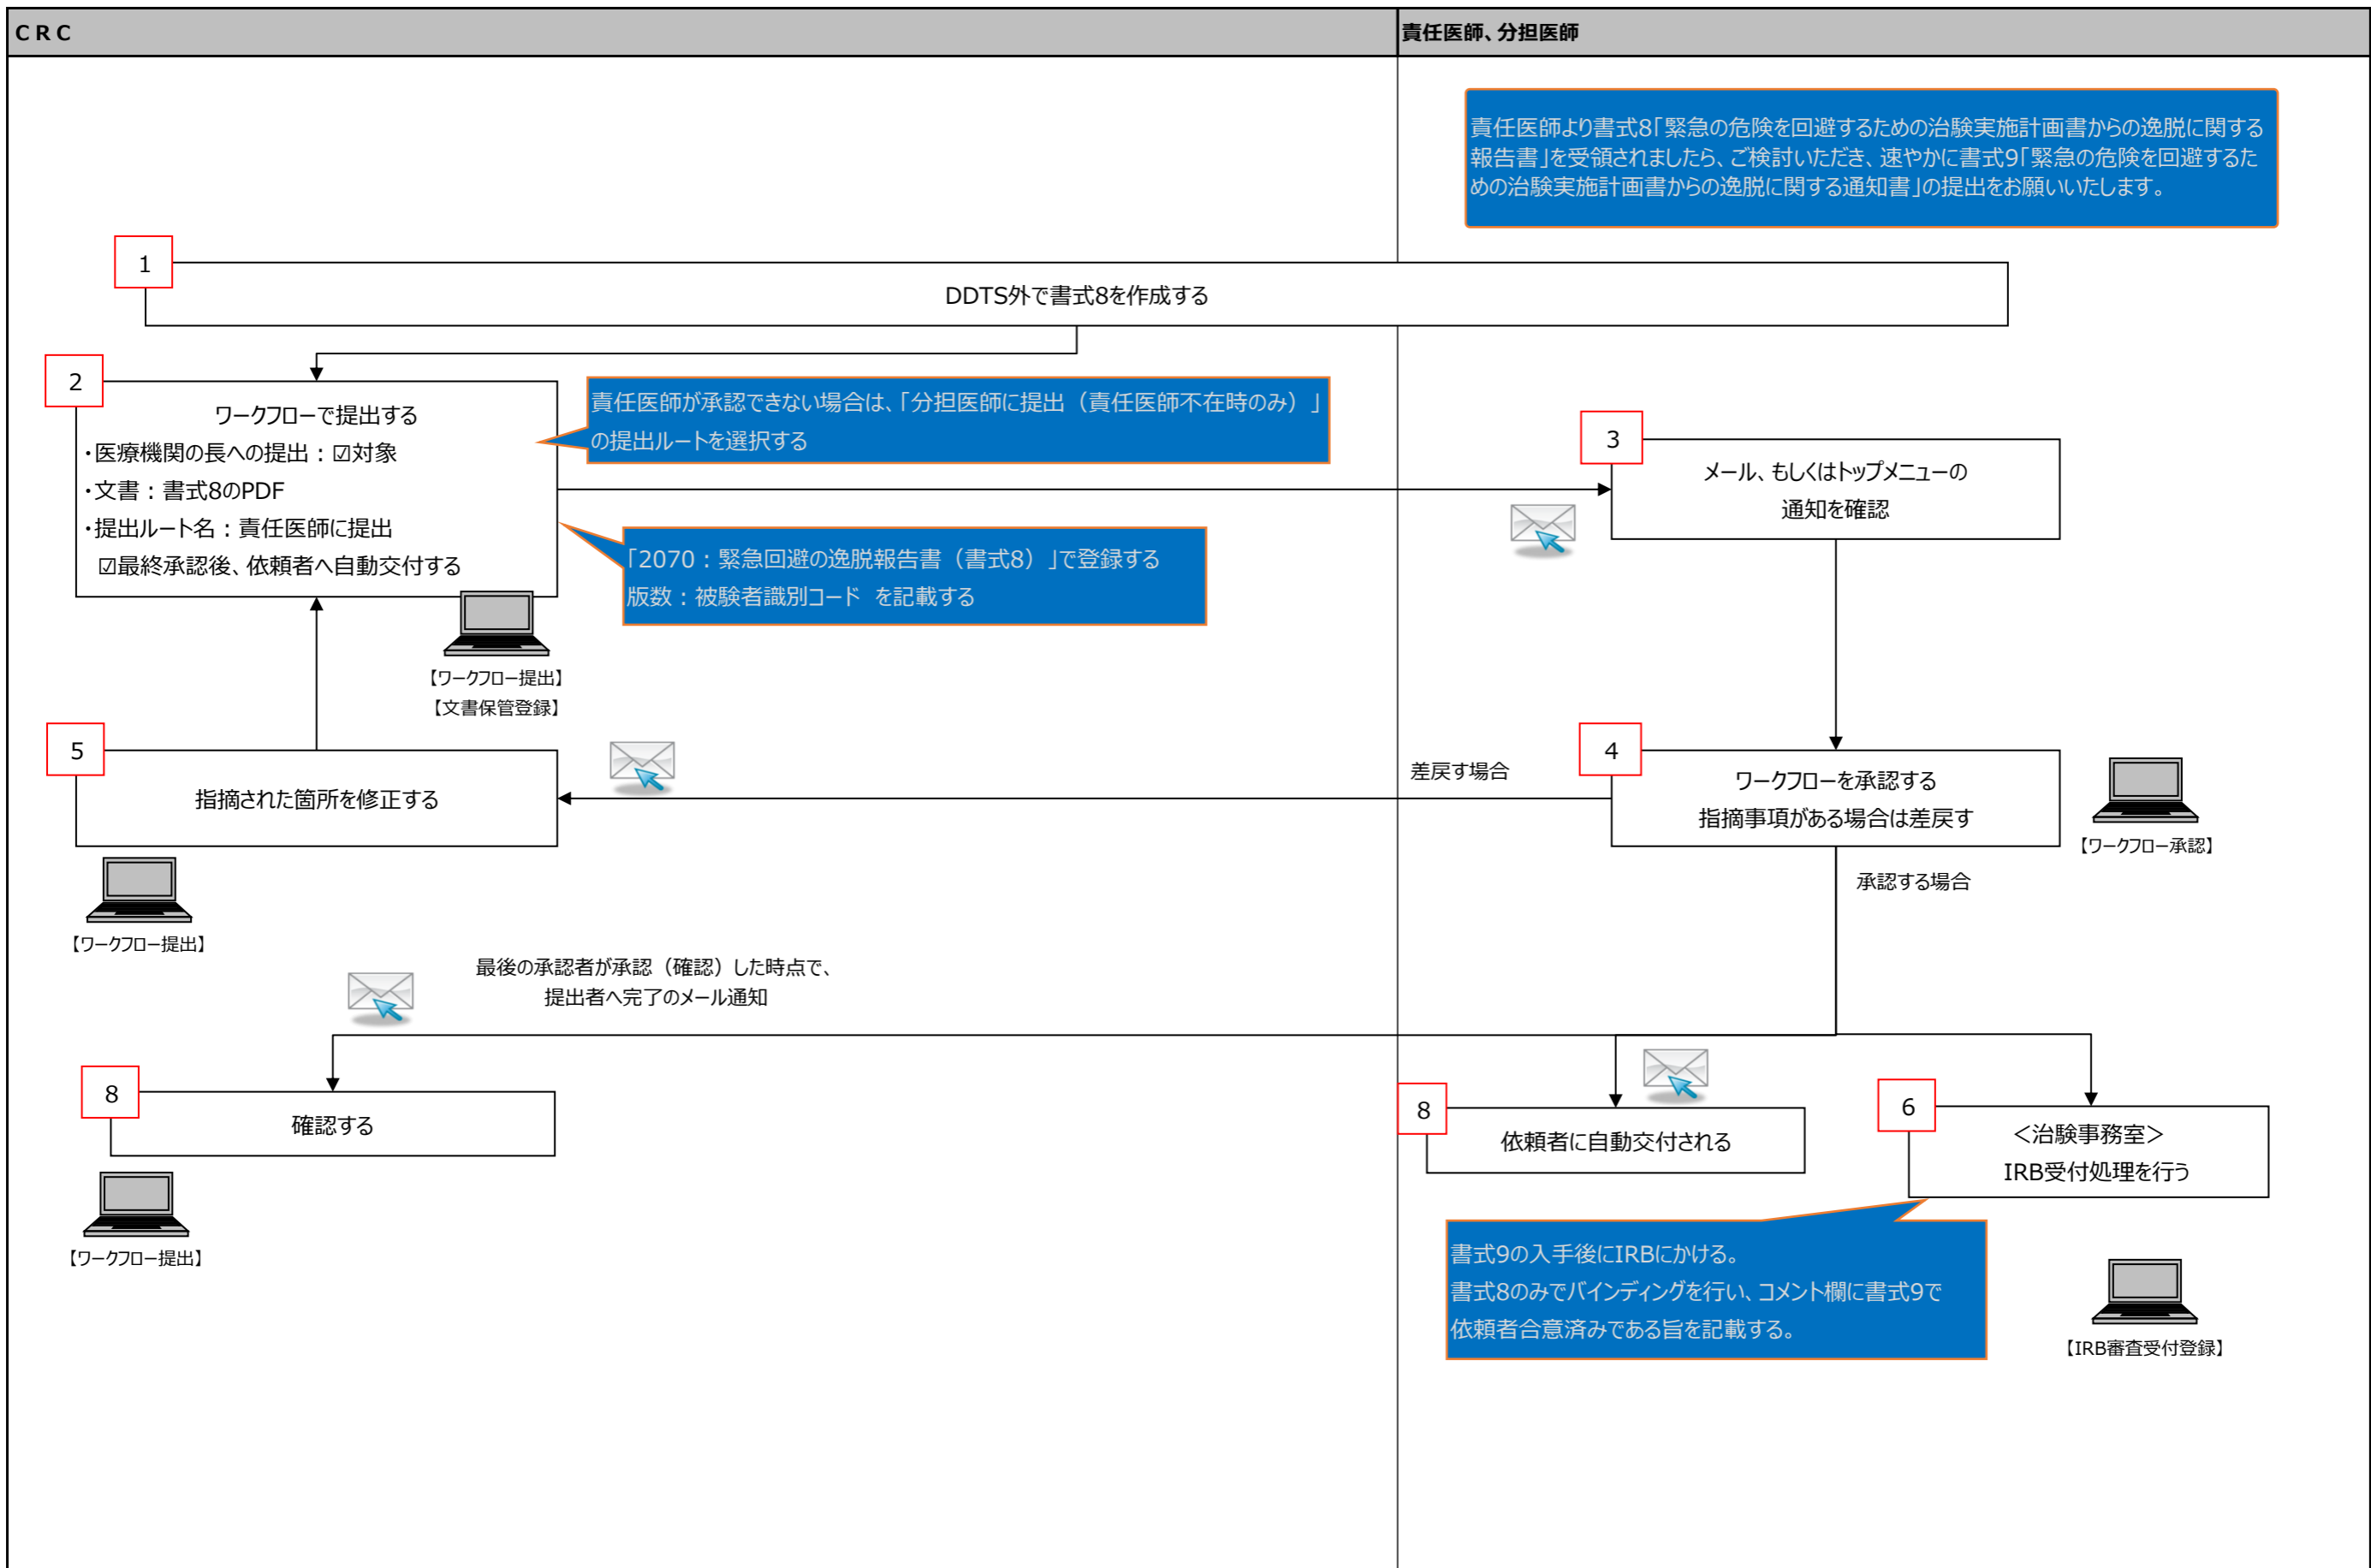 ＣＲＣ
責任医師、分担医師
責任医師より書式8「緊急の危険を回避するための治験実施計画書からの逸脱に関する
報告書」を受領されましたら、ご検討いただき、速やかに書式9「緊急の危険を回避するた
めの治験実施計画書からの逸脱に関する通知書」の提出をお願いいたします。
1
DDTS外で書式8を作成する
2
ワークフローで提出する
・医療機関の長への提出：☑対象
・文書：書式8のPDF
・提出ルート名：責任医師に提出
☑最終承認後、依頼者へ自動交付する
責任医師が承認できない場合は、「分担医師に提出（責任医師不在時のみ）」
の提出ルートを選択する
「2070：緊急回避の逸脱報告書（書式8）」で登録する
版数：被験者識別コード を記載する
【ワークフロー提出】
【文書保管登録】
3
メール、もしくはトップメニューの
通知を確認
4
ワークフローを承認する
指摘事項がある場合は差戻す
【ワークフロー承認】
差戻す場合
5
指摘された箇所を修正する
【ワークフロー提出】
承認する場合
最後の承認者が承認（確認）した時点で、
提出者へ完了のメール通知
8
確認する
【ワークフロー提出】
8
依頼者に自動交付される
6
＜治験事務室＞
IRB受付処理を行う
書式9の入手後にIRBにかける。
書式8のみでバインディングを行い、コメント欄に書式9で
依頼者合意済みである旨を記載する。
【IRB審査受付登録】